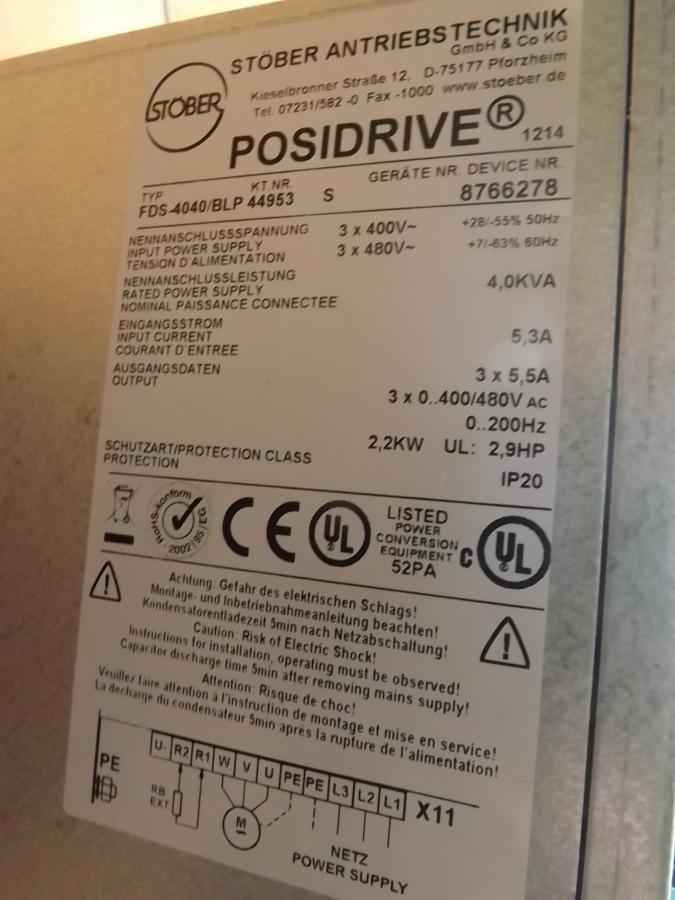 STÖBER ANTRIEBSTECHNIK
GmbH & Co KG
Kieselbronner Straße 12, D-75177 Pforzheim
Tel. 07231/582 -0 Fax -1000 www.stoeber.de
STÖBER
POSIDRIVE® 1214
TYP KT.NR. GERÄTE NR. DEVICE NR.
FDS-4040/BLP 44953 S 8766278
NENNANSCHLUSSSPANNUNG 3 x 400V~ +28/-55% 50Hz
INPUT POWER SUPPLY 3 x 480V~ +7/-63% 60Hz
TENSION D'ALIMENTATION
NENNANSCHLUSSLEISTUNG
RATED POWER SUPPLY 4,0KVA
NOMINAL PAISSANCE CONNECTEE
EINGANGSSTROM
INPUT CURRENT 5,3A
COURANT D'ENTREE
AUSGANGSDATEN 3 x 5,5A
OUTPUT
3 x 0..400/480V AC
0..200Hz
2,2KW UL: 2,9HP
SCHUTZART/PROTECTION CLASS
PROTECTION IP20
RoHS-konform
2002/95/EG
CE
UL
LISTED
POWER
CONVERSION
EQUIPMENT
52PA
C UL
Achtung: Gefahr des elektrischen Schlags!
Montage- und Inbetriebnahmeanleitung beachten!
Kondensatorentladezeit 5min nach Netzabschaltung!
Caution: Risk of Electric Shock!
Instructions for installation, operating must be observed!
Capacitor discharge time 5min after removing mains supply!
Attention: Risque de choc!
Veuillez faire attention à l'instruction de montage et mise en service!
La decharge du condensateur 5min après la rupture de l'alimentation!
PE
U- R2 R1 W V U PE PE L3 L2 L1 X11
RB
EXT
M
NETZ
POWER SUPPLY